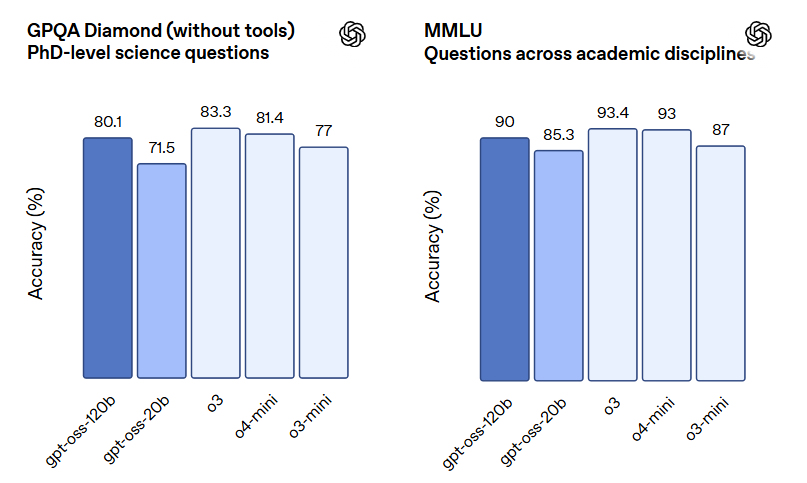 GPQA Diamond (without tools)
PhD-level science questions
80.1
71.5
83.3
81.4
77
Accuracy (%)
gpt-oss-120b
gpt-oss-20b
o3
o4-mini
o3-mini
MMLU
Questions across academic disciplines
90
85.3
93.4
93
87
Accuracy (%)
gpt-oss-120b
gpt-oss-20b
o3
o4-mini
o3-mini